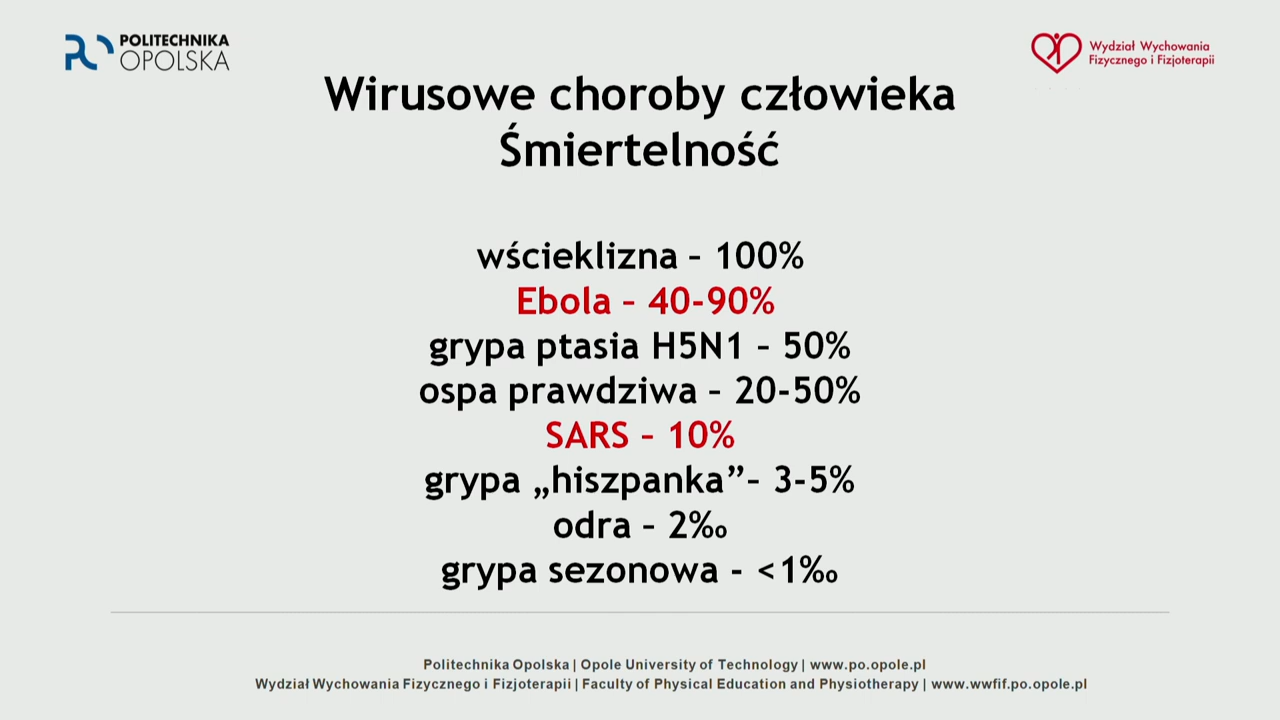 POLITECHNIKA
OPOLSKA
Wydział Wychowania
Fizycznego i Fizjoterapii
Wirusowe choroby człowieka
Śmiertelność
wścieklizna – 100%
Ebola – 40-90%
grypa ptasia H5N1 – 50%
ospa prawdziwa – 20-50%
SARS – 10%
grypa „hiszpanka”– 3-5%
odra – 2‰
grypa sezonowa - <1‰
Politechnika Opolska | Opole University of Technology | www.po.opole.pl
Wydział Wychowania Fizycznego i Fizjoterapii | Faculty of Physical Education and Physiotherapy | www.wwfif.po.opole.pl